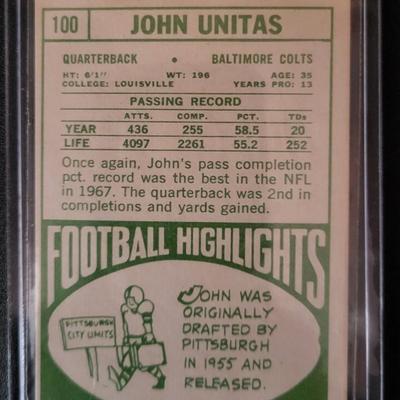 100 JOHN UNITAS
QUARTERBACK • BALTIMORE COLTS
HT: 6'1" WT: 196 AGE: 35
COLLEGE: LOUISVILLE YEARS PRO: 13
PASSING RECORD
ATTS. COMP. PCT. TDs
YEAR 436 255 58.5 20
LIFE 4097 2261 55.2 252
Once again, John's pass completion
pct. record was the best in the NFL
in 1967. The quarterback was 2nd in
completions and yards gained.
FOOTBALL HIGHLIGHTS
PITTSBURGH
CITY LIMITS
JOHN WAS
ORIGINALLY
DRAFTED BY
PITTSBURGH
IN 1955 AND
RELEASED.